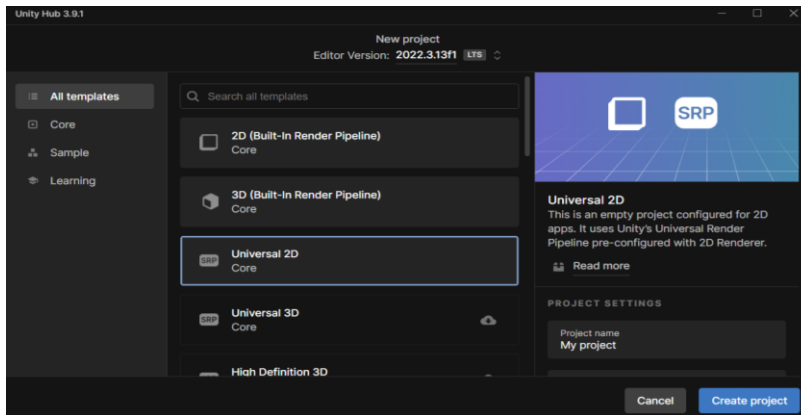 Unity Hub 3.9.1
New project
Editor Version: 2022.3.13f1 LTS
All templates
Core
Sample
Learning
Search all templates
2D (Built-In Render Pipeline)
Core
3D (Built-In Render Pipeline)
Core
SRP
Universal 2D
Core
SRP
Universal 3D
Core
High Definition 3D
SRP
Universal 2D
This is an empty project configured for 2D
apps. It uses Unity's Universal Render
Pipeline pre-configured with 2D Renderer.
Read more
PROJECT SETTINGS
Project name
My project
Cancel
Create project